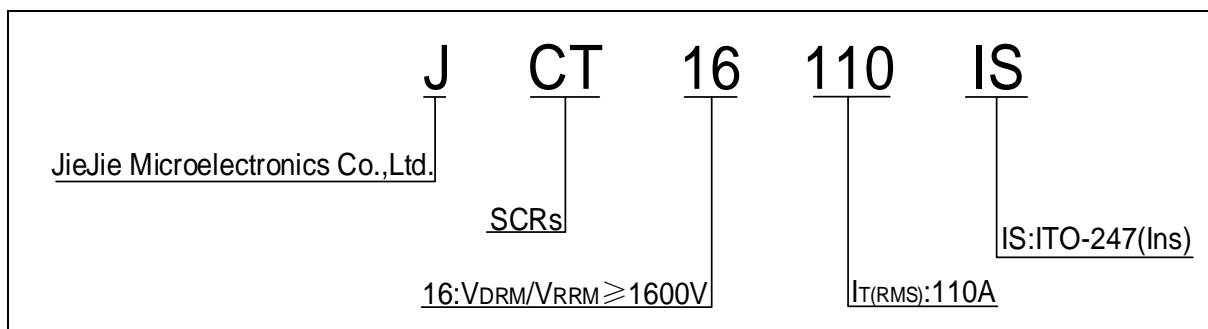 J CT 16 110 IS
JieJie Microelectronics Co.,Ltd.
SCRs
IS:ITO-247(Ins)
16:VDRM/VRRM≥1600V
IT(RMS):110A